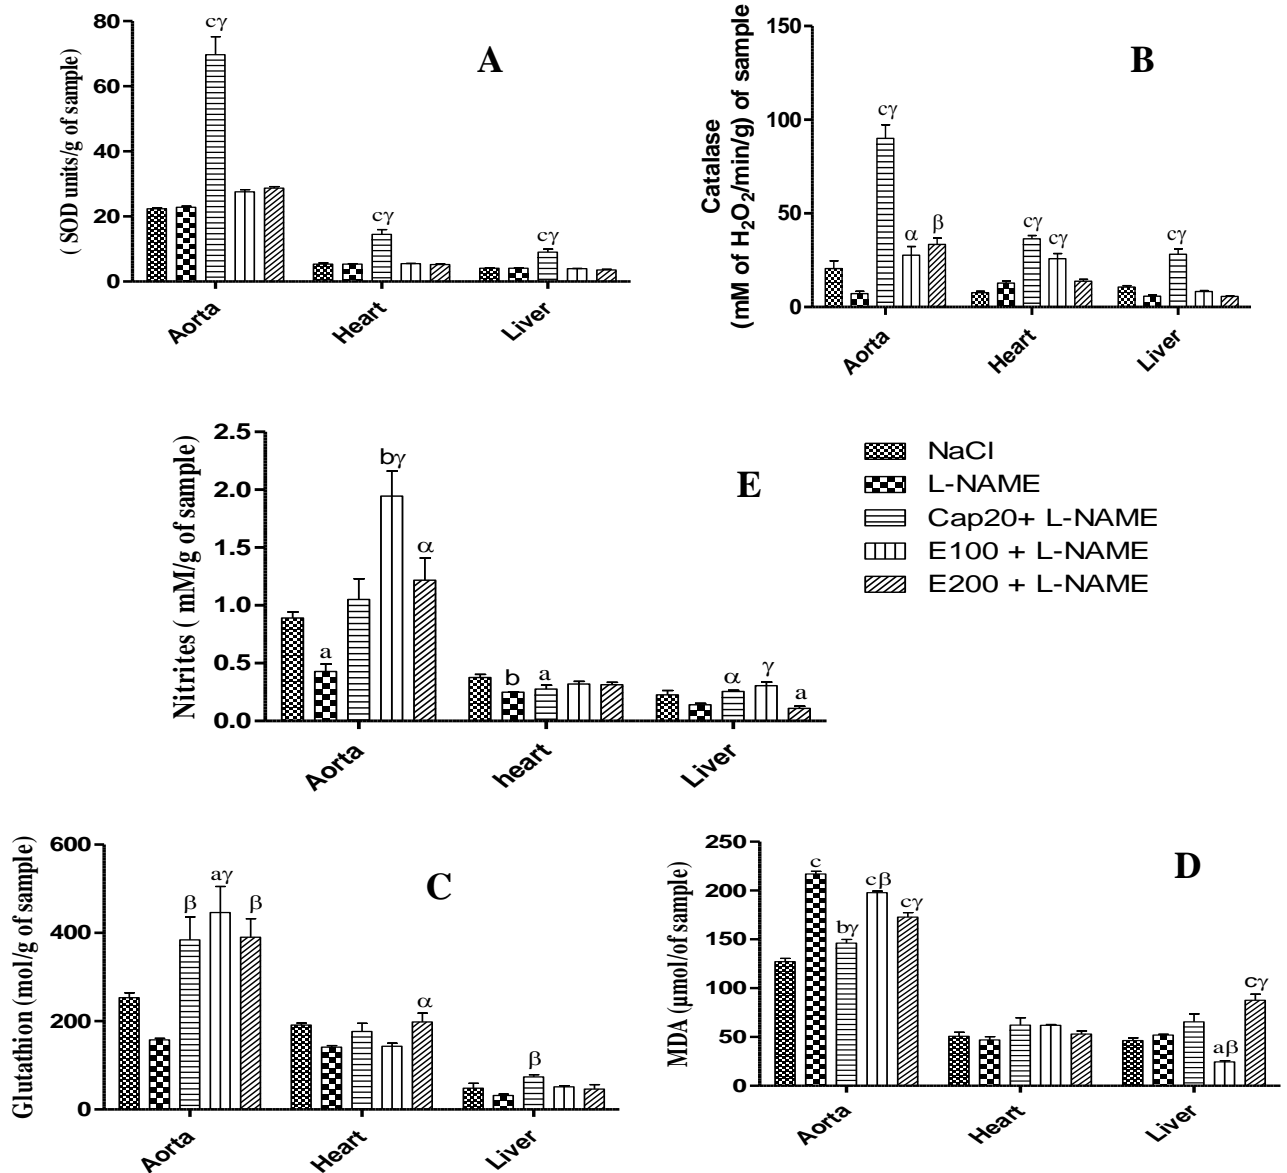 A
( SOD units/g of sample)
80
60
40
20
0
cγ
cγ
cγ
Aorta
Heart
Liver
B
Catalase
(mM of H₂O₂/min/g) of sample
150
100
50
0
cγ
α
β
cγ
cγ
cγ
Aorta
Heart
Liver
E
Nitrites ( mM/g of sample)
2.5
2.0
1.5
1.0
0.5
0.0
a
bγ
α
b
a
α
γ
a
Aorta
heart
Liver
NaCl
L-NAME
Cap20+ L-NAME
E100 + L-NAME
E200 + L-NAME
C
Glutathion (mol/g of sample)
600
400
200
0
β
aγ
β
α
β
Aorta
Heart
Liver
D
MDA (µmol/of sample)
250
200
150
100
50
0
c
bγ
cβ
cγ
aβ
cγ
Aorta
Heart
Liver